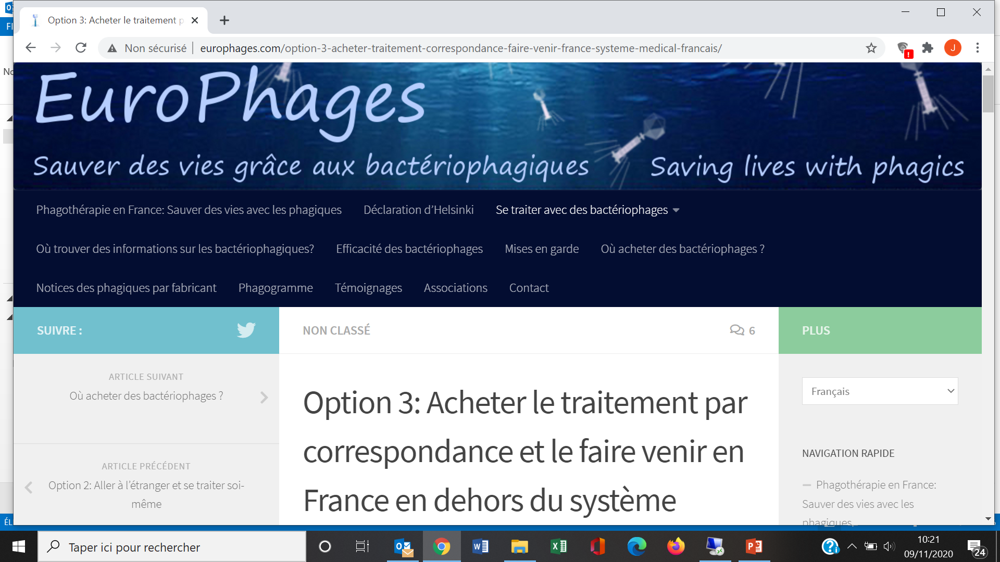 Option 3: Acheter le traitement p
Non sécurisé
europhages.com/option-3-acheter-traitement-correspondance-faire-venir-france-systeme-medical-francais/
J
EuroPhages
Sauver des vies grâce aux bactériophagiques
Saving lives with phagics
Phagothérapie en France: Sauver des vies avec les phagiques
Déclaration d’Helsinki
Se traiter avec des bactériophages
Où trouver des informations sur les bactériophagiques?
Efficacité des bactériophages
Mises en garde
Où acheter des bactériophages ?
Notices des phagiques par fabricant
Phagogramme
Témoignages
Associations
Contact
SUIVRE :
NON CLASSÉ
6
PLUS
ARTICLE SUIVANT
Où acheter des bactériophages ?
ARTICLE PRÉCÉDENT
Option 2: Aller à l’étranger et se traiter soi-
même
Option 3: Acheter le traitement par
correspondance et le faire venir en
France en dehors du système
Français
NAVIGATION RAPIDE
Phagothérapie en France:
Sauver des vies avec les
phagiques
Taper ici pour rechercher
10:21
09/11/2020
24